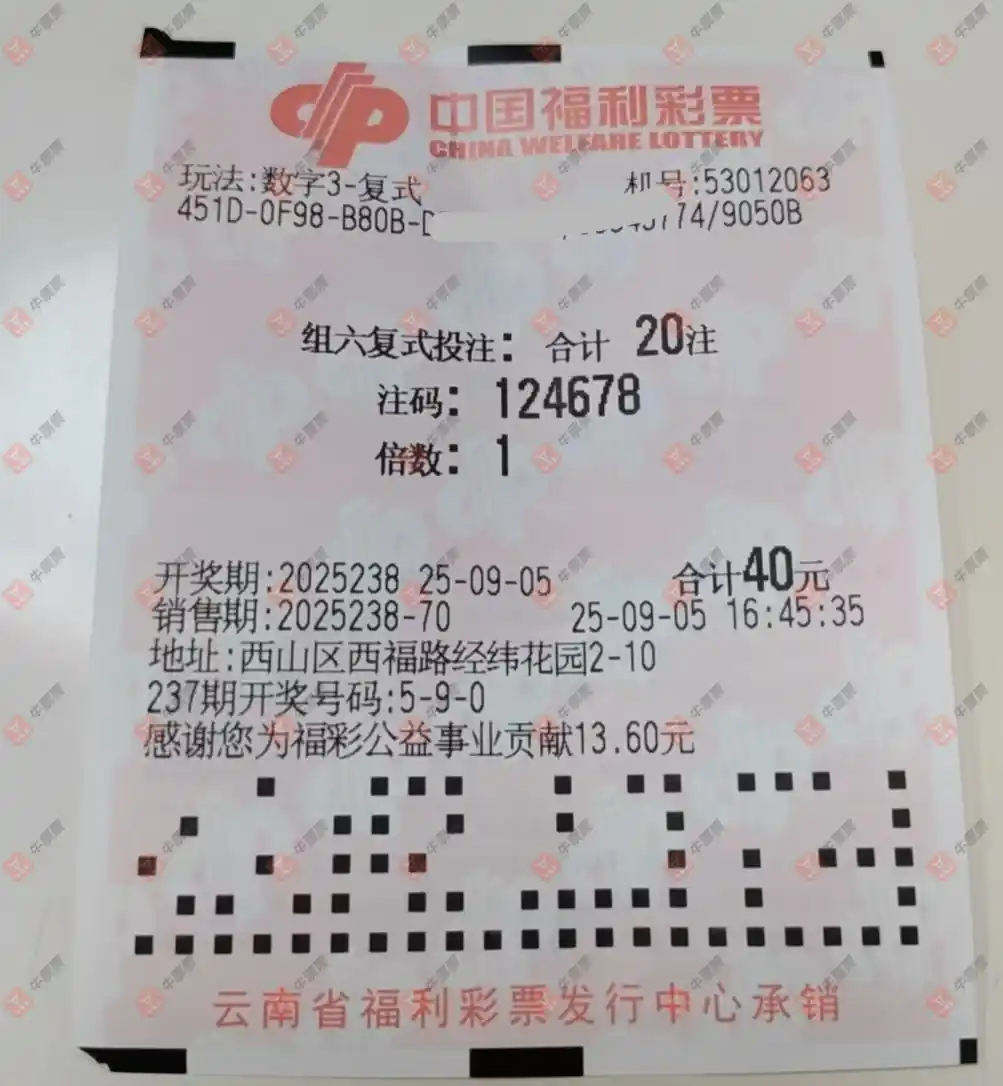 中国福利彩票
CHINA WELFARE LOTTERY
玩法:数字3-复式 机号:53012063
451D-0F98-B80B- 774/9050B
组六复式投注: 合计 20注
注码: 124678
倍数: 1
开奖期:2025238 25-09-05 合计40元
销售期:2025238-70 25-09-05 16:45:35
地址:西山区西福路经纬花园2-10
237期开奖号码:5-9-0
感谢您为福彩公益事业贡献13.60元
云南省福利彩票发行中心承销